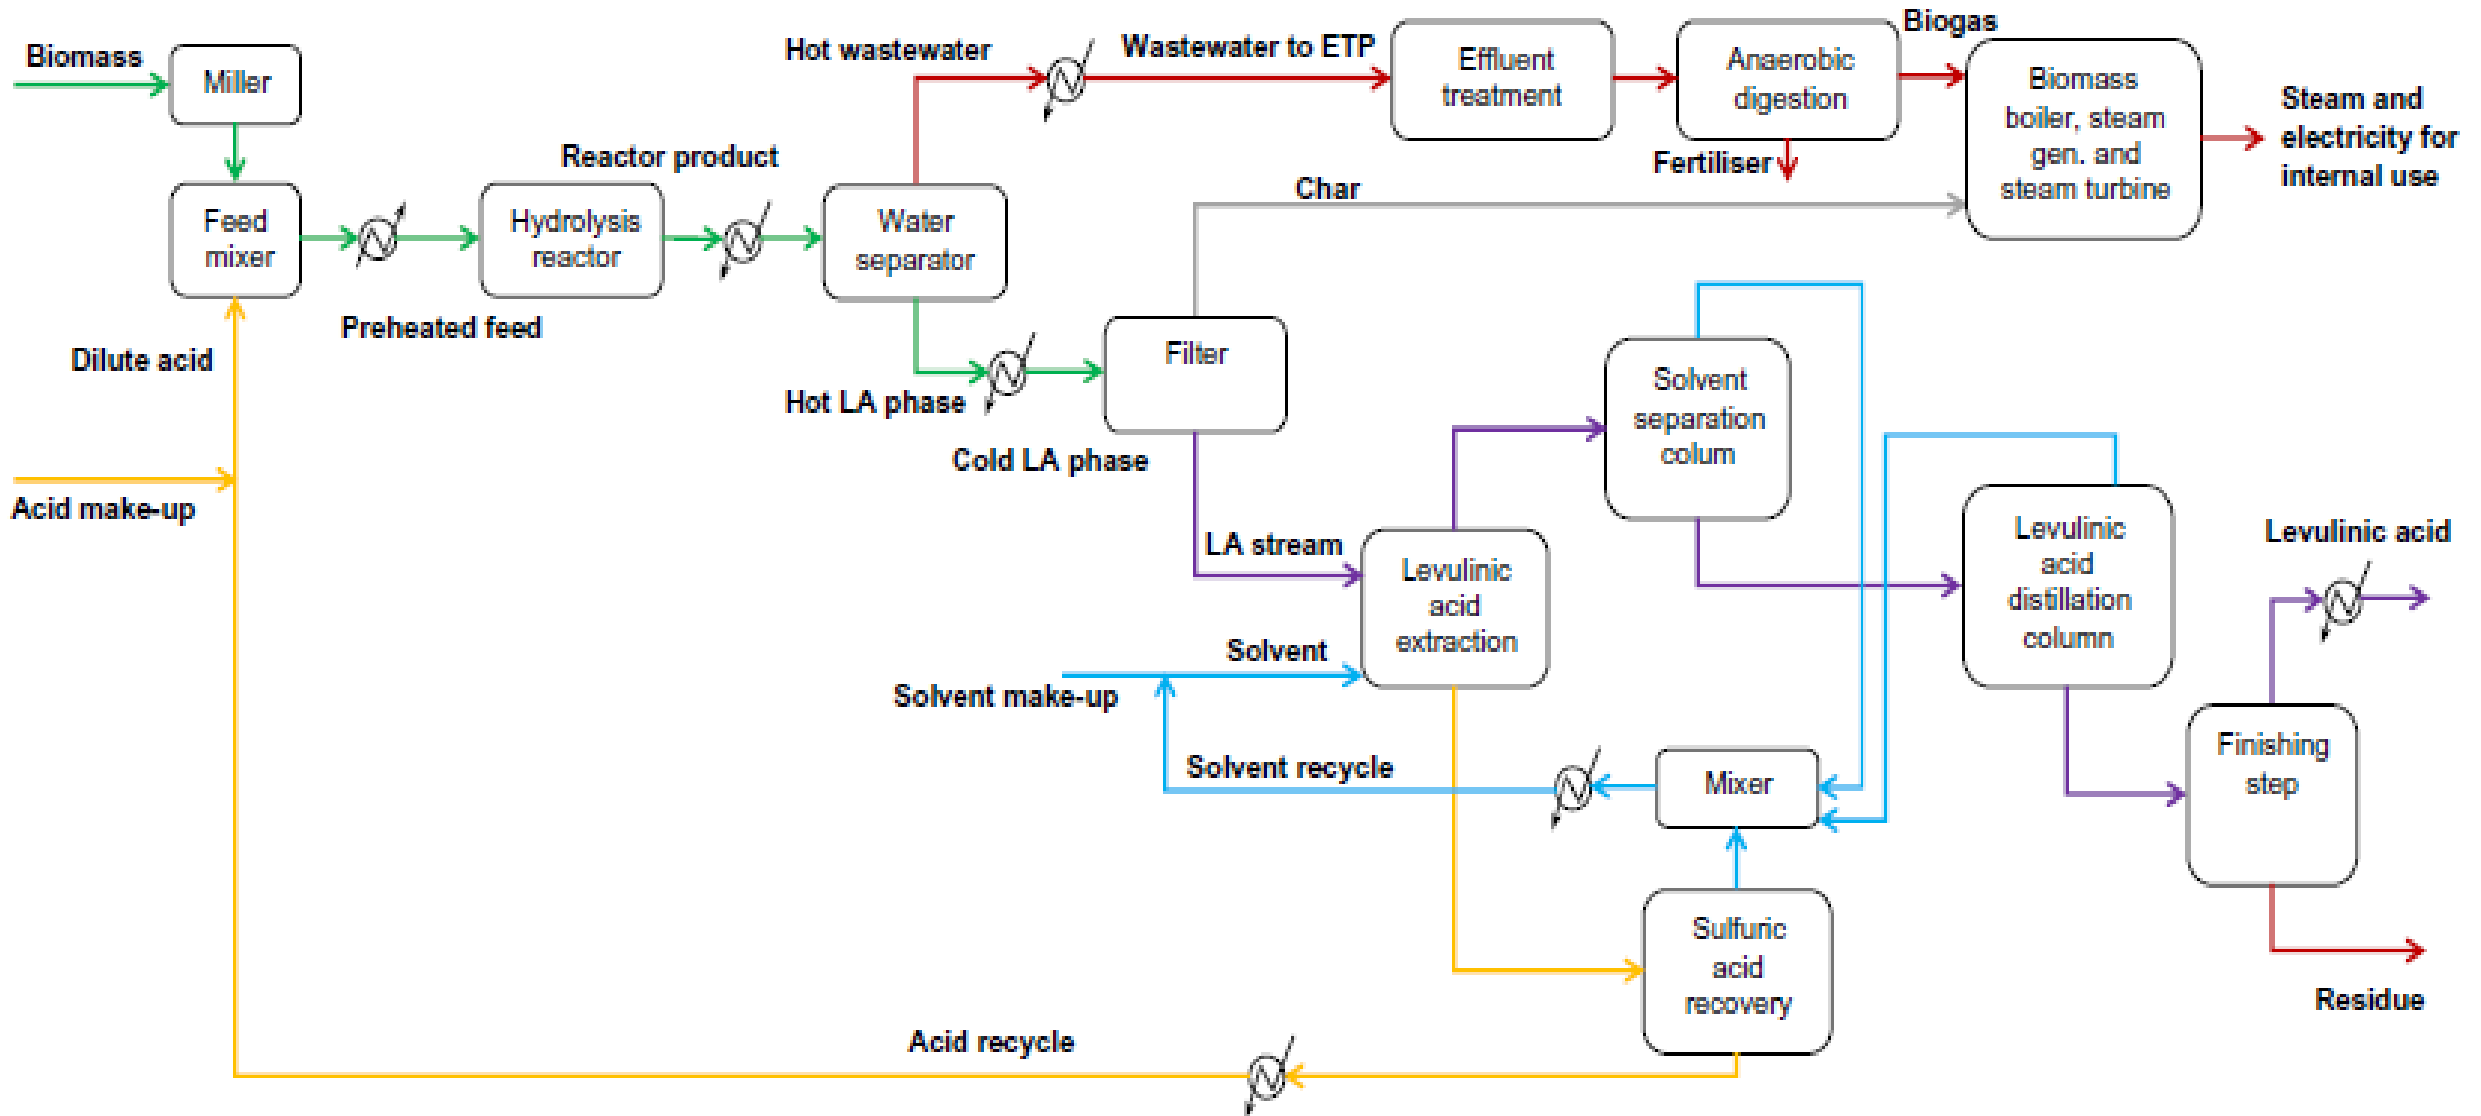 Biomass
Miller
Feed
mixer
Dilute acid
Acid make-up
Preheated feed
Hydrolysis
reactor
Reactor product
Water
separator
Hot wastewater
Wastewater to ETP
Effluent
treatment
Anaerobic
digestion
Biogas
Fertiliser
Biomass
boiler, steam
gen. and
steam turbine
Steam and
electricity for
internal use
Char
Hot LA phase
Filter
Cold LA phase
LA stream
Levulinic
acid
extraction
Solvent
Solvent make-up
Solvent recycle
Solvent
separation
colum
Mixer
Levulinic
acid
distillation
column
Levulinic acid
Finishing
step
Residue
Sulfuric
acid
recovery
Acid recycle